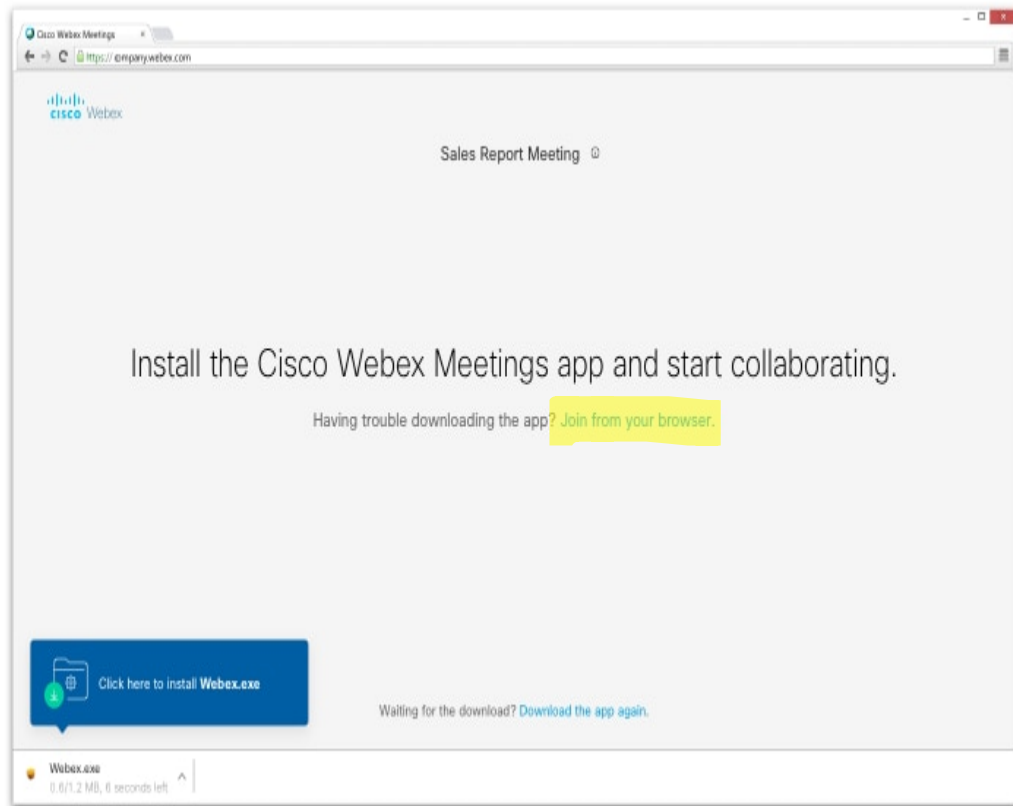 Cisco Webex Meetings
https://company.webex.com
cisco Webex
Sales Report Meeting
Install the Cisco Webex Meetings app and start collaborating.
Having trouble downloading the app? Join from your browser.
Click here to install Webex.exe
Waiting for the download? Download the app again.
Webex.exe
0.6/1.2 MB, 6 seconds left